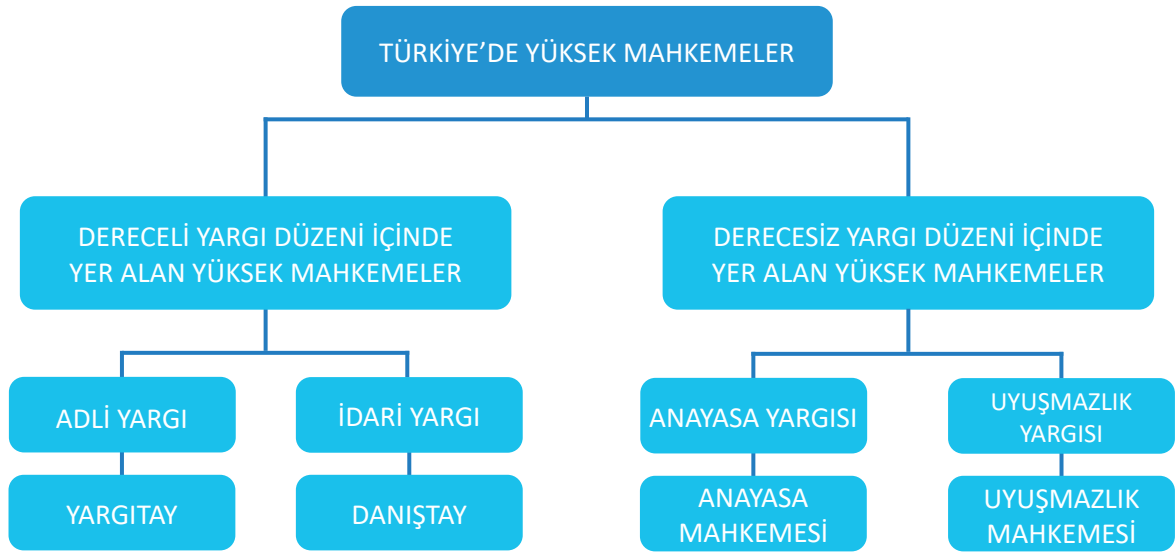 TÜRKİYE’DE YÜKSEK MAHKEMELER
DERECELİ YARGI DÜZENİ İÇİNDE
YER ALAN YÜKSEK MAHKEMELER
DERECESİZ YARGI DÜZENİ İÇİNDE
YER ALAN YÜKSEK MAHKEMELER
ADLİ YARGI
İDARİ YARGI
ANAYASA YARGISI
UYUŞMAZLIK
YARGISI
YARGITAY
DANIŞTAY
ANAYASA
MAHKEMESİ
UYUŞMAZLIK
MAHKEMESİ